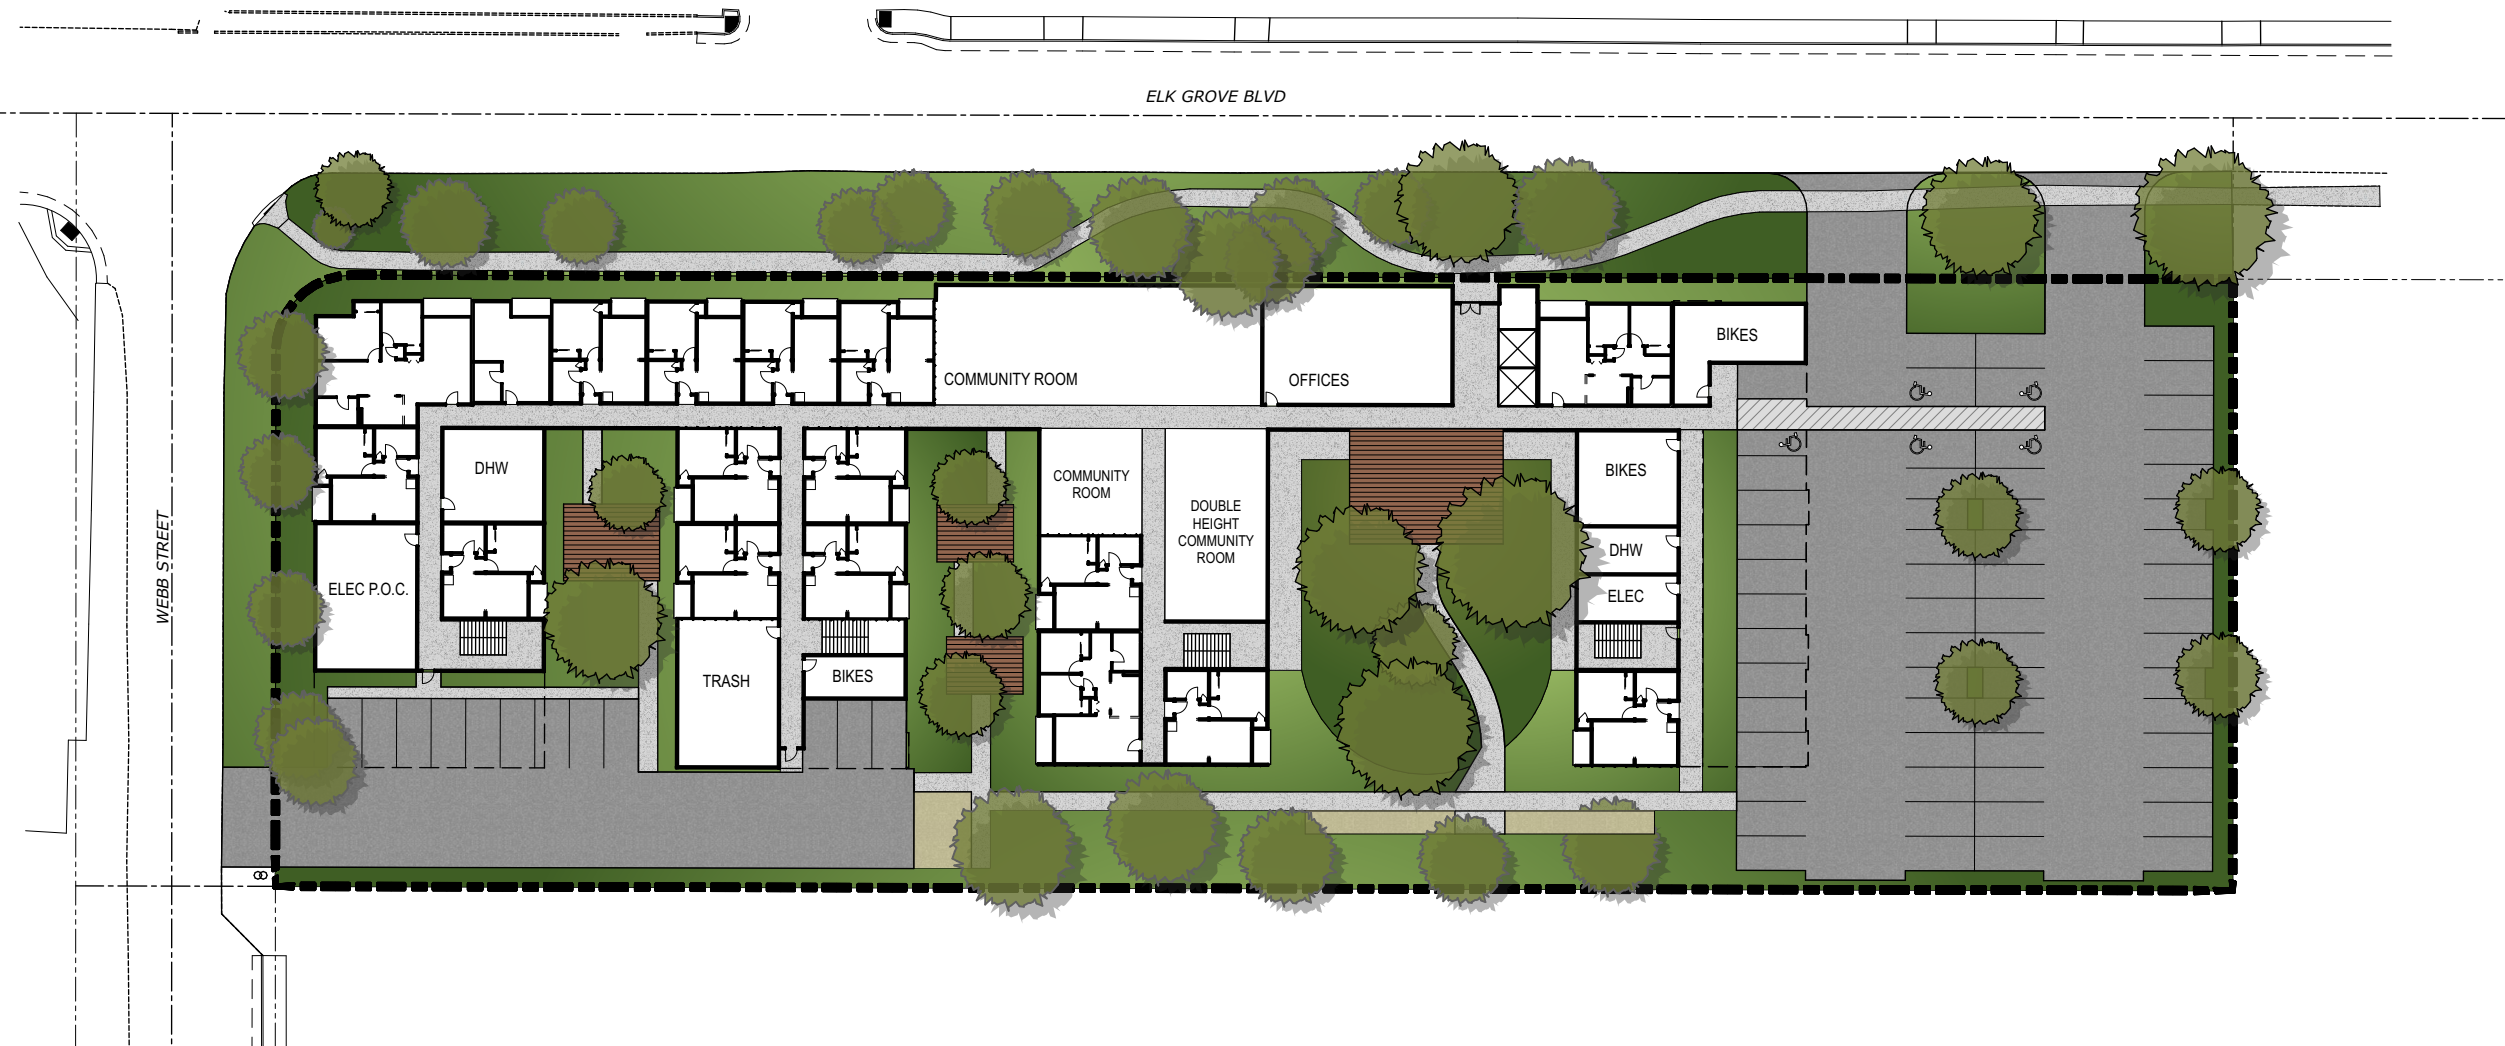 ELK GROVE BLVD
BIKES
COMMUNITY ROOM
OFFICES
DHW
COMMUNITY
ROOM
BIKES
DOUBLE
HEIGHT
COMMUNITY
ROOM
DHW
WEBB STREET
ELEC P.O.C.
ELEC
TRASH
BIKES